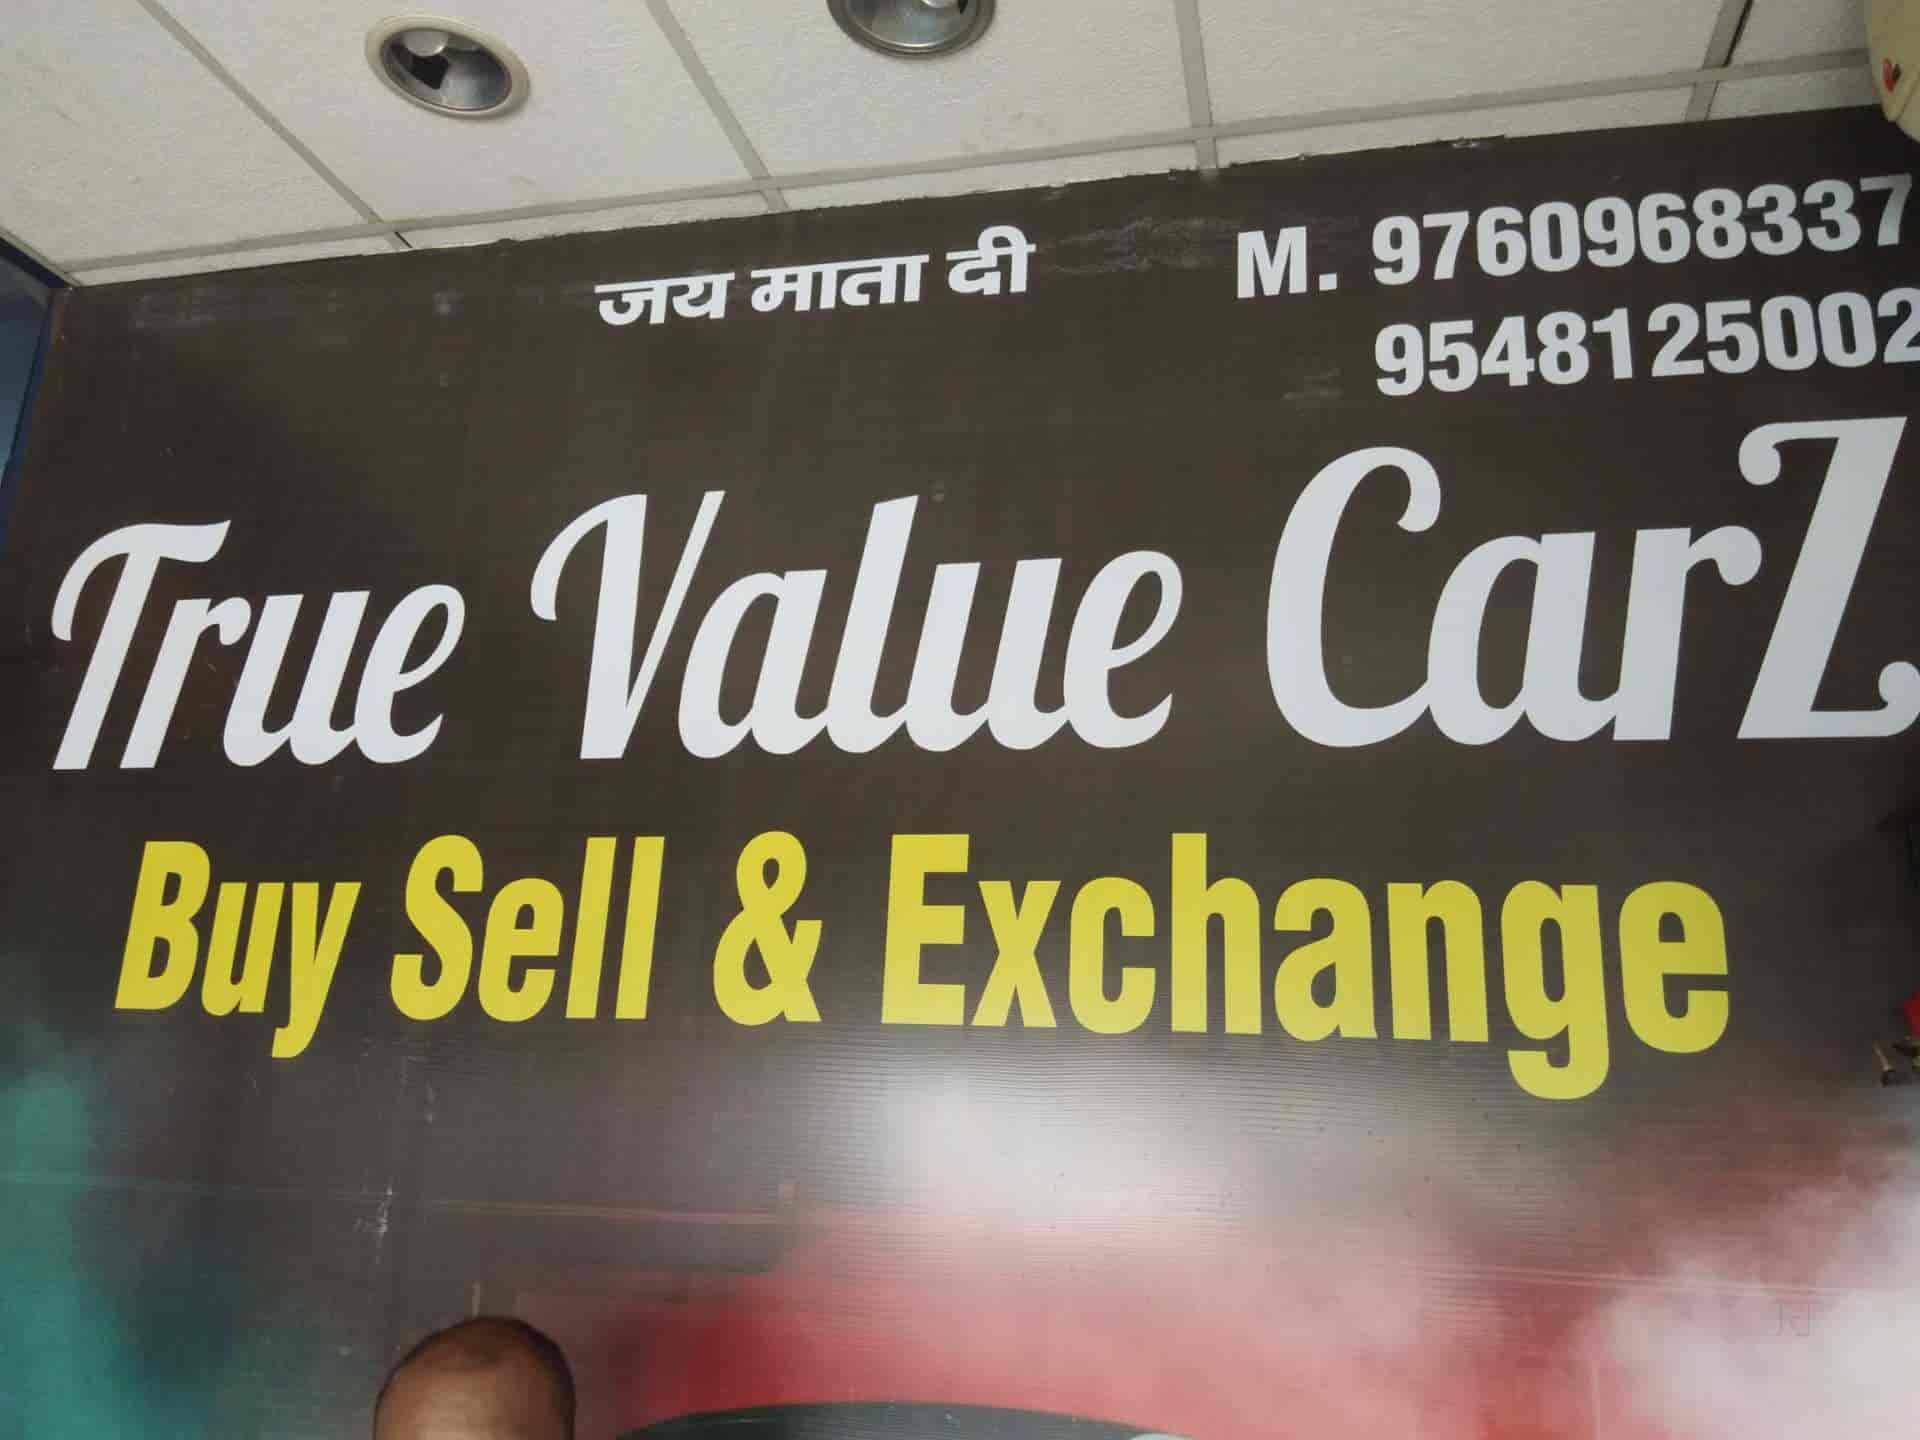 जय माता दी
M. 9760968337
9548125002
True Value CarZ
Buy Sell & Exchange